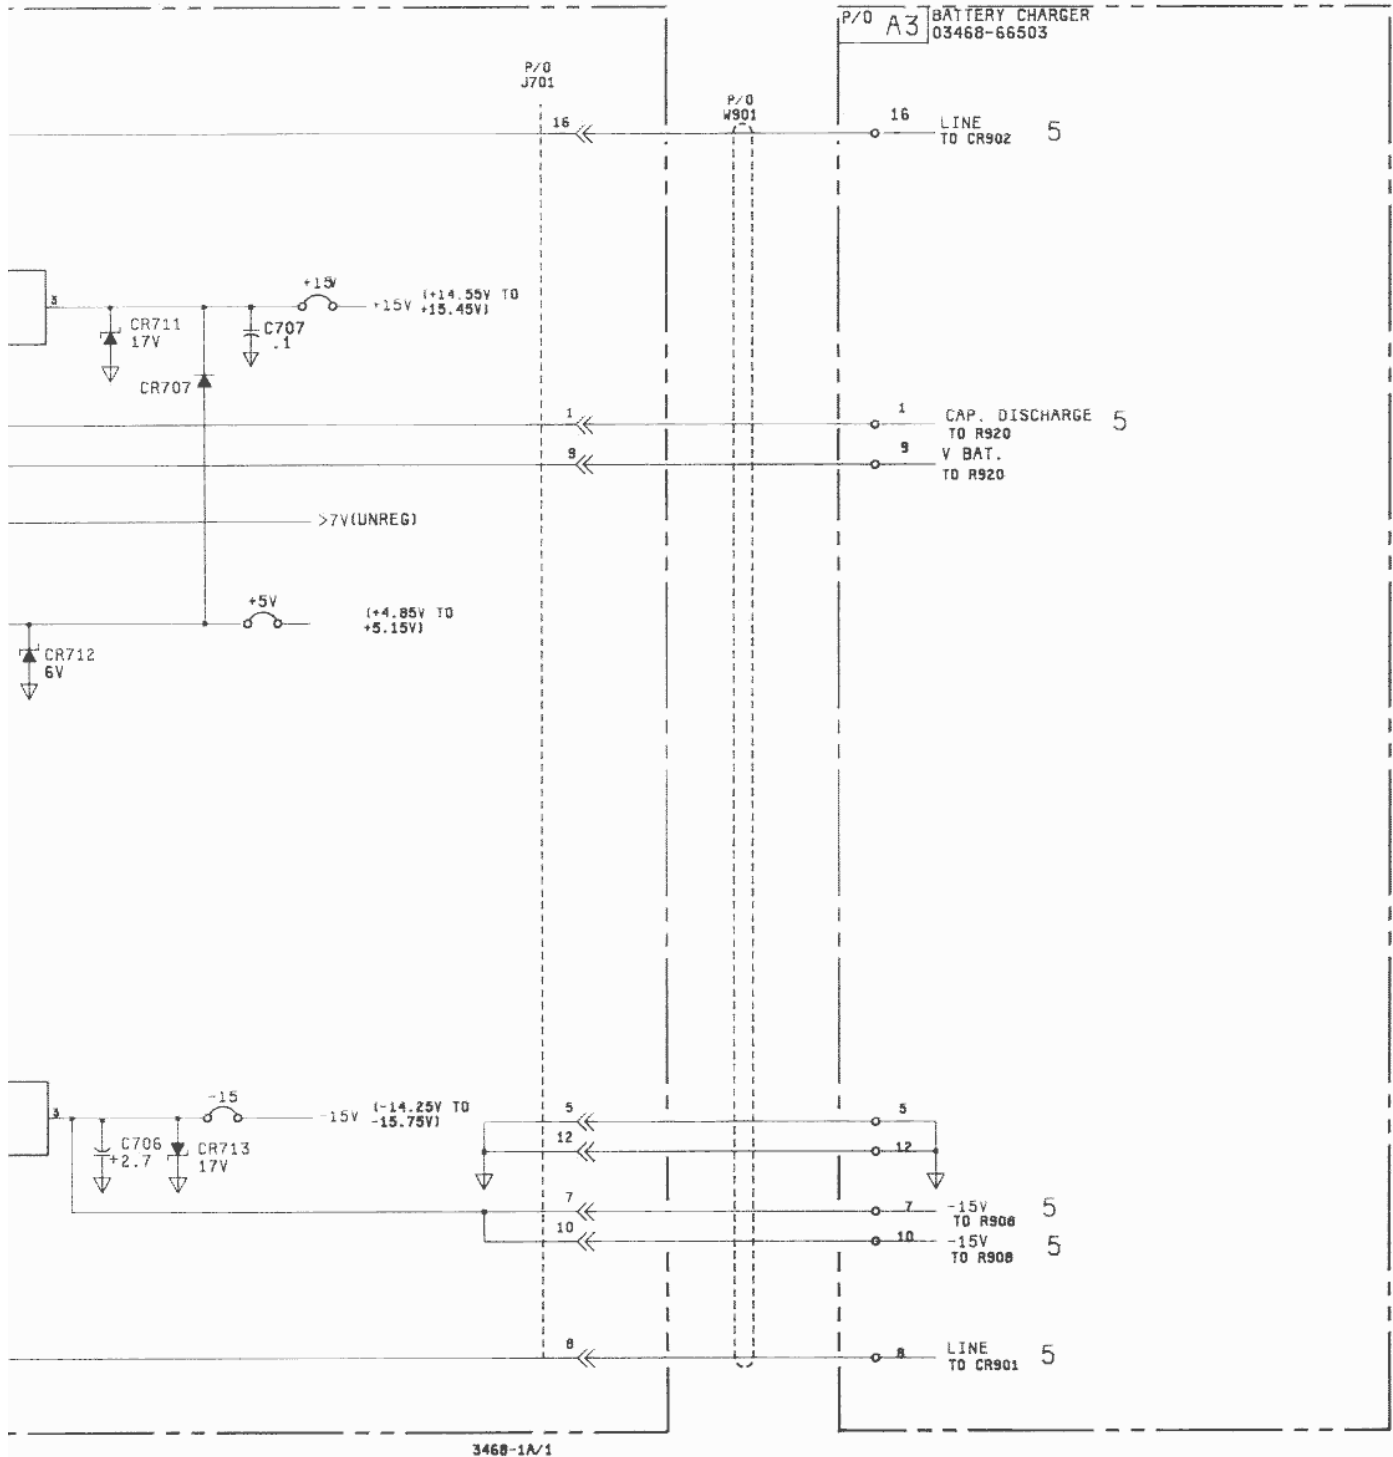 P/O A3 BATTERY CHARGER
03468-66503
P/O
J701
P/O
W901
16
16
LINE
TO CR902
5
3
+15V
+15V (+14.55V TO
+15.45V)
CR711
17V
C707
.1
CR707
1
1
CAP. DISCHARGE
TO R920
5
9
9
V BAT.
TO R920
>7V(UNREG)
+5V
(+4.85V TO
+5.15V)
CR712
6V
3
-15
-15V (-14.25V TO
-15.75V)
C706
+2.7
CR713
17V
5
5
12
12
7
7
-15V
TO R908
5
10
10
-15V
TO R908
5
8
8
LINE
TO CR901
5
3468-1A/1